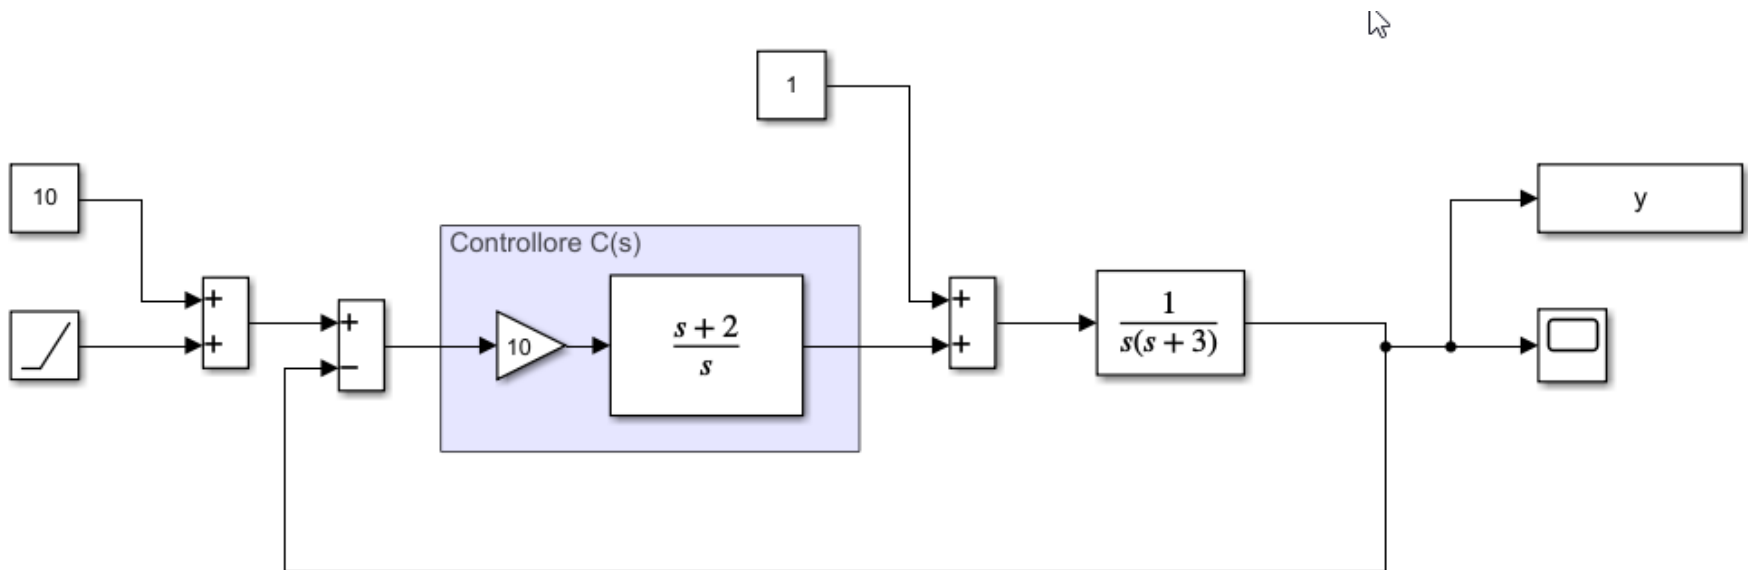 1
10
Controllore C(s)
+
+
+
−
10
s + 2
s
+
+
1
s(s + 3)
y